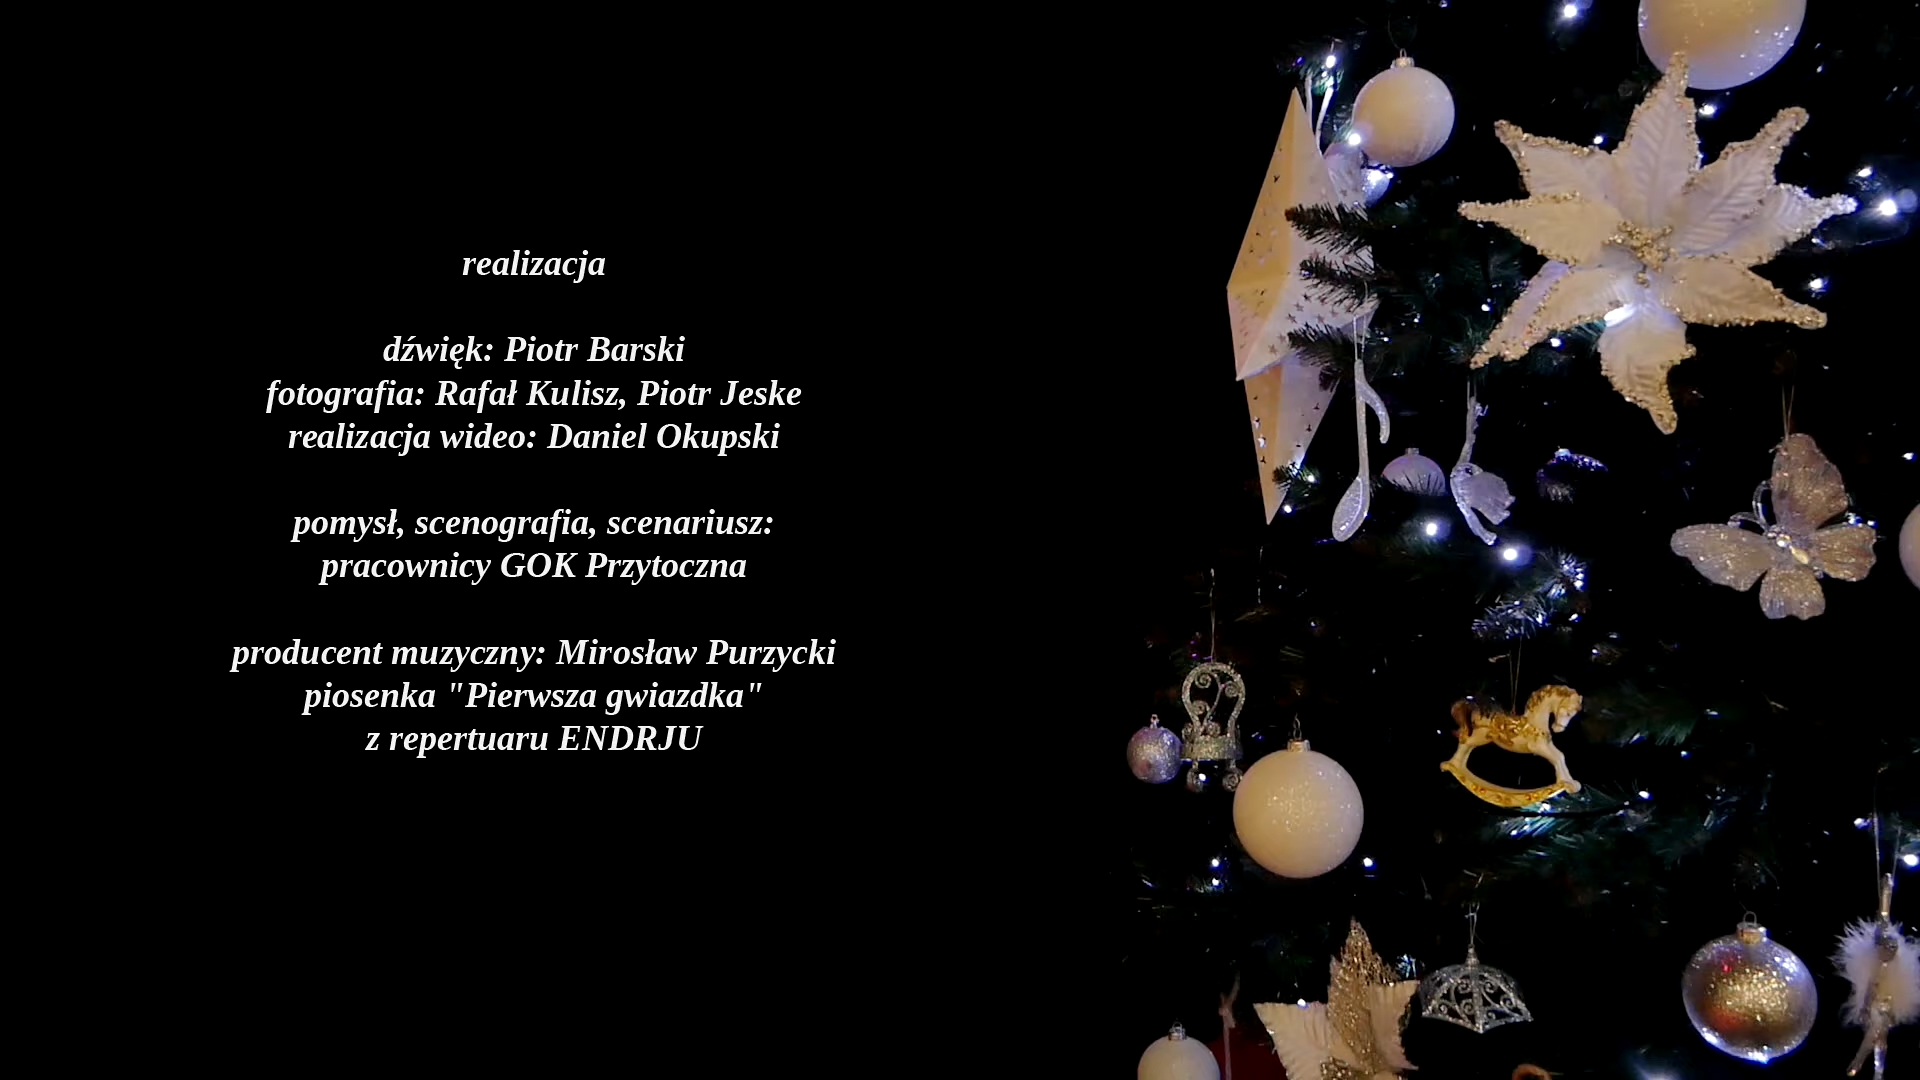 realizacja
dźwięk: Piotr Barski
fotografia: Rafał Kulisz, Piotr Jeske
realizacja wideo: Daniel Okupski
pomysł, scenografia, scenariusz:
pracownicy GOK Przytoczna
producent muzyczny: Mirosław Purzycki
piosenka "Pierwsza gwiazdka"
z repertuaru ENDRJU